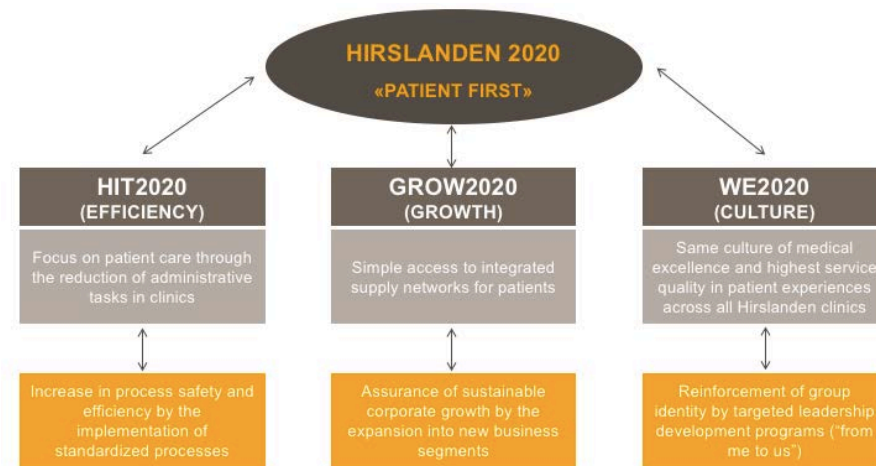 HIRSLANDEN 2020
«PATIENT FIRST»
HIT2020
(EFFICIENCY)
Focus on patient care through
the reduction of administrative
tasks in clinics
Increase in process safety and
efficiency by the
implementation of
standardized processes
GROW2020
(GROWTH)
Simple access to integrated
supply networks for patients
Assurance of sustainable
corporate growth by the
expansion into new business
segments
WE2020
(CULTURE)
Same culture of medical
excellence and highest service
quality in patient experiences
across all Hirslanden clinics
Reinforcement of group
identity by targeted leadership
development programs ("from
me to us")